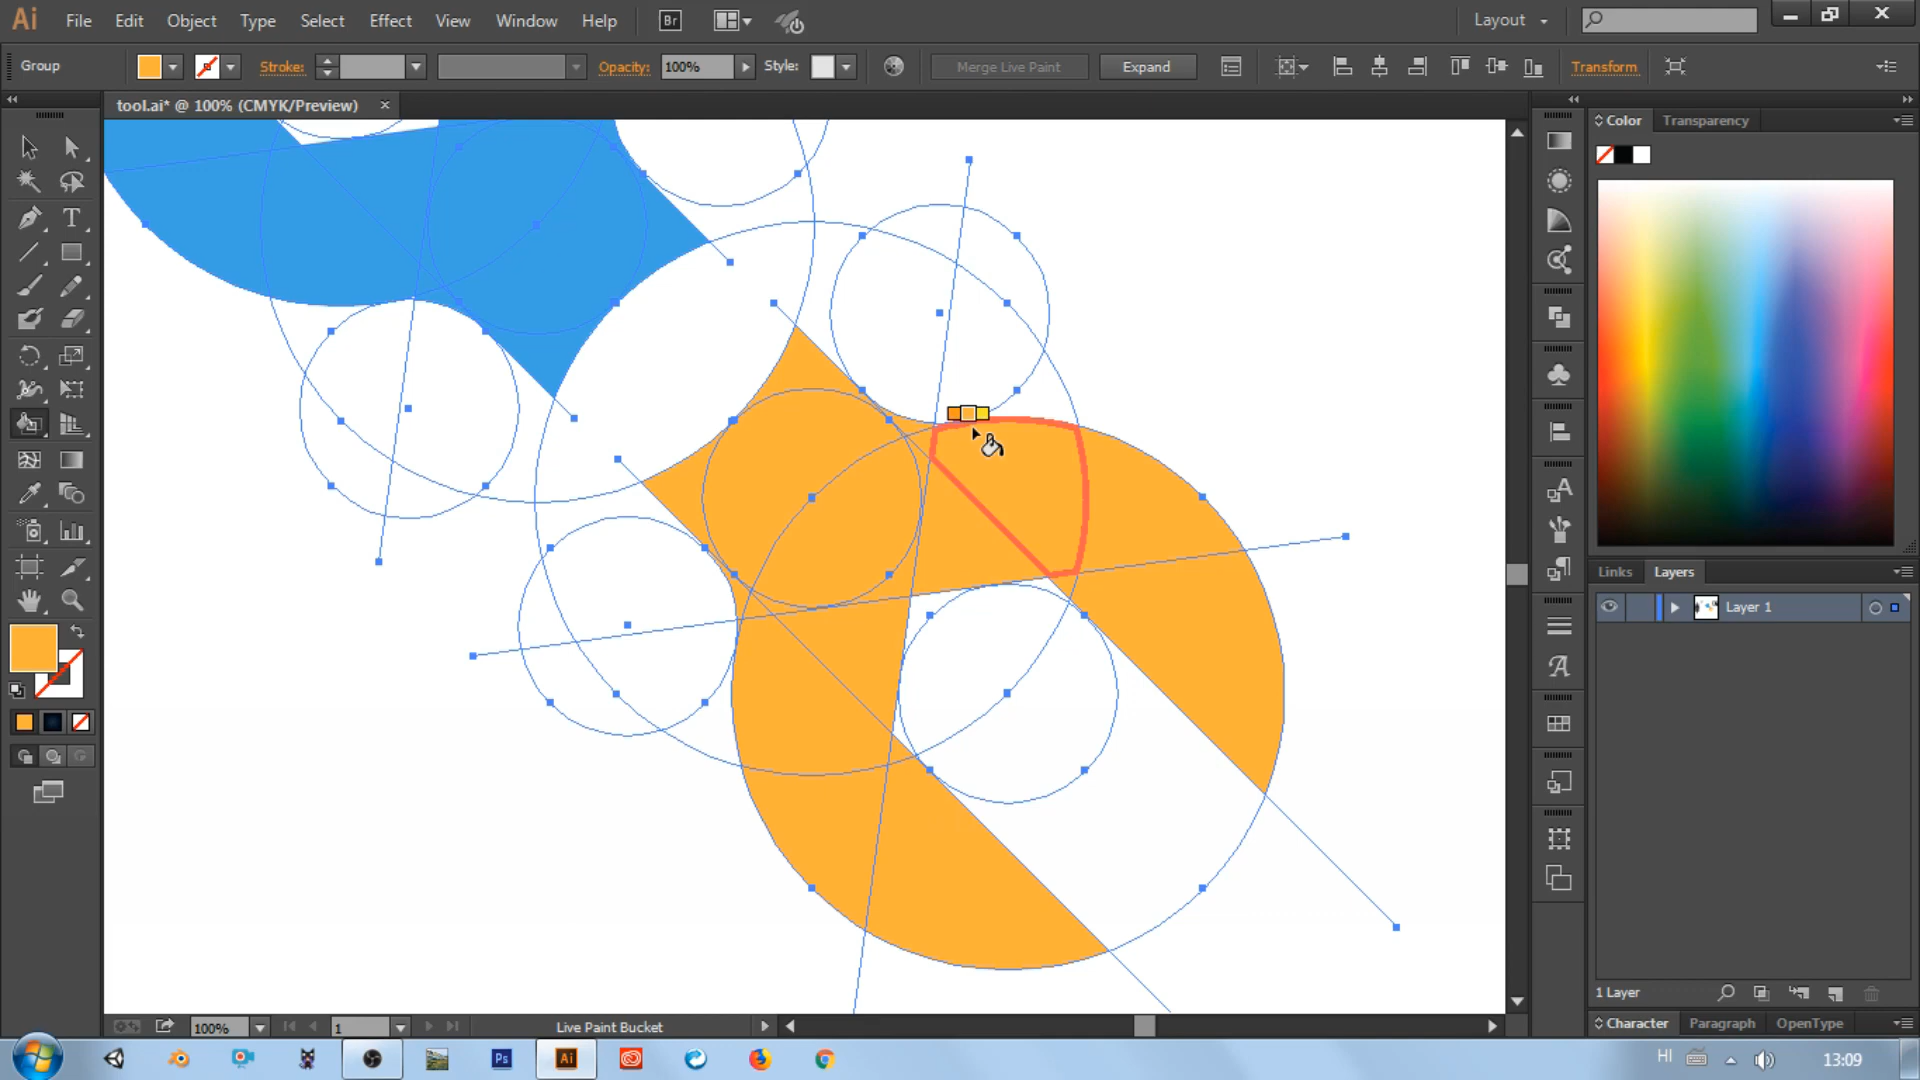 Ai File Edit Object Type Select Effect View Window Help Br Layout
Group Stroke: Opacity: 100% Style: Merge Live Paint Expand Transform
tool.ai* @ 100% (CMYK/Preview) ×
Color Transparency
Links Layers
Layer 1
1 Layer
100% 1 Live Paint Bucket
Character Paragraph OpenType
Ps Ai HI 13:09